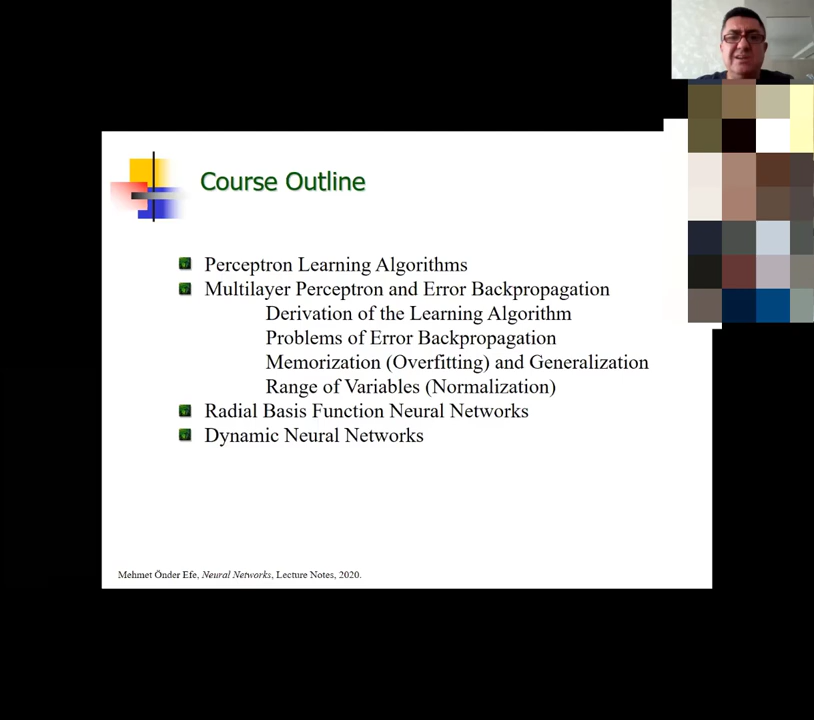 Course Outline
Perceptron Learning Algorithms
Multilayer Perceptron and Error Backpropagation
Derivation of the Learning Algorithm
Problems of Error Backpropagation
Memorization (Overfitting) and Generalization
Range of Variables (Normalization)
Radial Basis Function Neural Networks
Dynamic Neural Networks
Mehmet Önder Efe, Neural Networks, Lecture Notes, 2020.